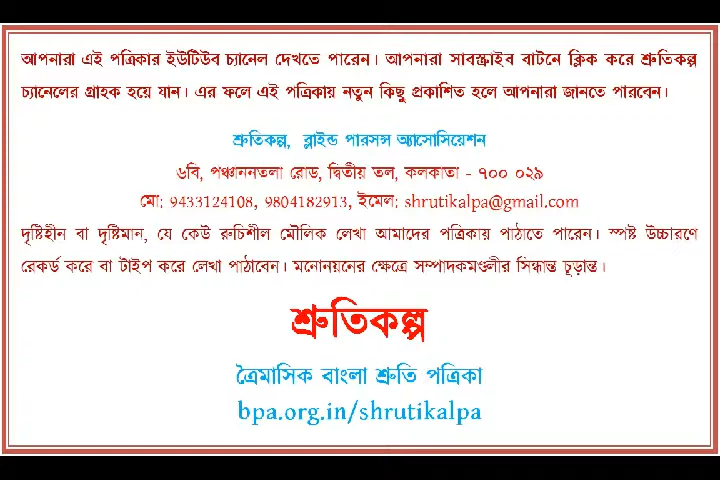 আপনারা এই পত্রিকার ইউটিউব চ্যানেল দেখতে পারেন। আপনারা সাবস্ক্রাইব বাটনে ক্লিক করে শ্রুতিকল্প
চ্যানেলের গ্রাহক হয়ে যান। এর ফলে এই পত্রিকায় নতুন কিছু প্রকাশিত হলে আপনারা জানতে পারবেন।
শ্রুতিকল্প, ব্লাইন্ড পারসন্স অ্যাসোসিয়েশন
৬বি, পঞ্চাননতলা রোড, দ্বিতীয় তল, কলকাতা - ৭০০ ০২৯
মো: 9433124108, 9804182913, ইমেল: shrutikalpa@gmail.com
দৃষ্টিহীন বা দৃষ্টিমান, যে কেউ রুচিশীল মৌলিক লেখা আমাদের পত্রিকায় পাঠাতে পারেন। স্পষ্ট উচ্চারণে
রেকর্ড করে বা টাইপ করে লেখা পাঠাবেন। মনোনয়নের ক্ষেত্রে সম্পাদকমণ্ডলীর সিদ্ধান্ত চূড়ান্ত।
শ্রুতিকল্প
ত্রৈমাসিক বাংলা শ্রুতি পত্রিকা
bpa.org.in/shrutikalpa